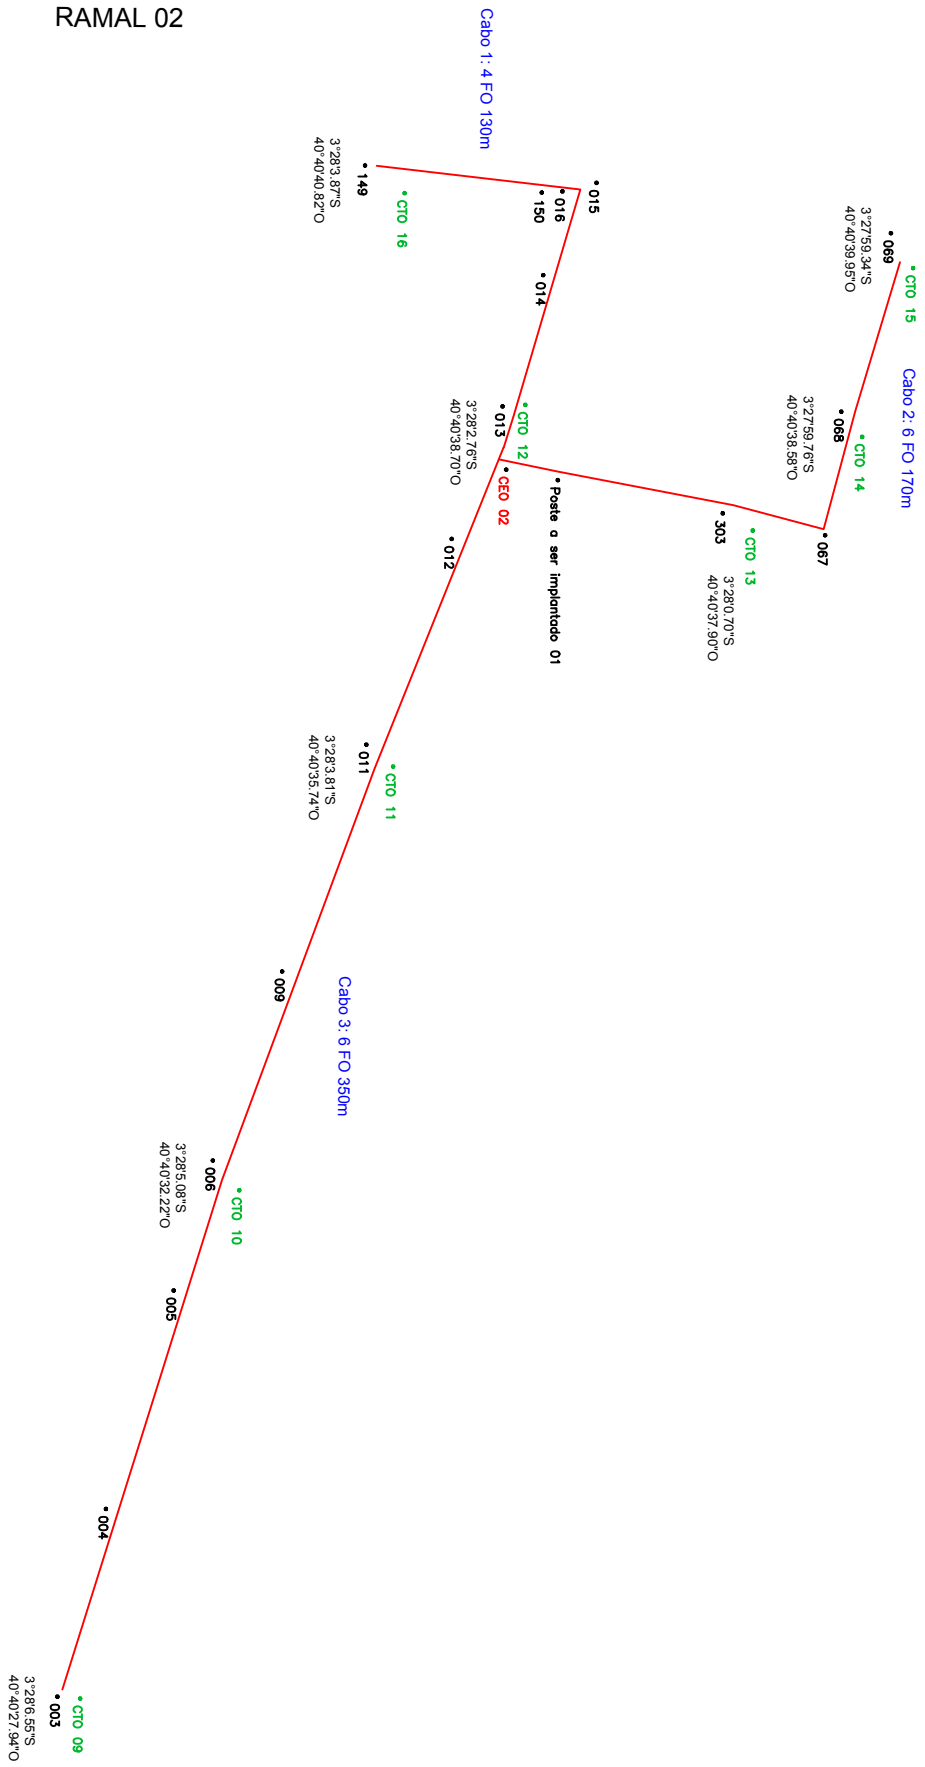 RAMAL 02
Cabo 1: 4 FO 130m
149
3°28'3.87"S
40°40'40.82"O
CTO 16
015
016
150
014
069
3°27'59.34"S
40°40'39.95"O
CTO 15
Cabo 2: 6 FO 170m
068
3°27'59.76"S
40°40'38.58"O
CTO 14
013
3°28'2.76"S
40°40'38.70"O
CTO 12
CEO 02
Poste a ser implantado 01
303
CTO 13
3°28'0.70"S
40°40'37.90"O
067
012
011
3°28'3.81"S
40°40'35.74"O
CTO 11
009
Cabo 3: 6 FO 350m
006
3°28'5.08"S
40°40'32.22"O
CTO 10
005
004
003
3°28'6.55"S
40°40'27.94"O
CTO 09